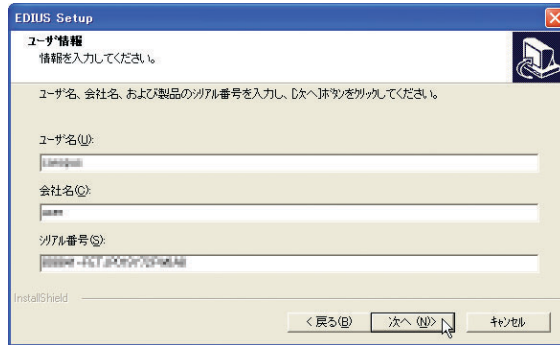 EDIUS Setup
ユーザ情報
情報を入力してください。
ユーザ名、会社名、および製品のシリアル番号を入力し、[次へ]ボタンをクリックしてください。
ユーザ名(U):
会社名(C):
シリアル番号(S):
InstallShield
< 戻る(B)
次へ (N)>
キャンセル